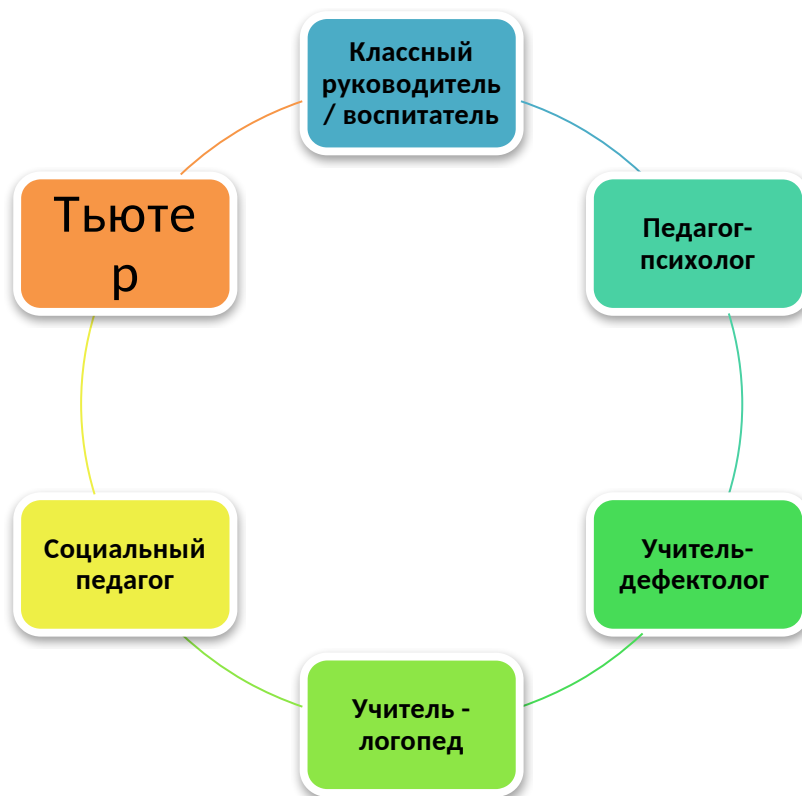 Классный
руководитель
/ воспитатель
Педагог-
психолог
Учитель-
дефектолог
Учитель -
логопед
Социальный
педагог
Тьюте
р